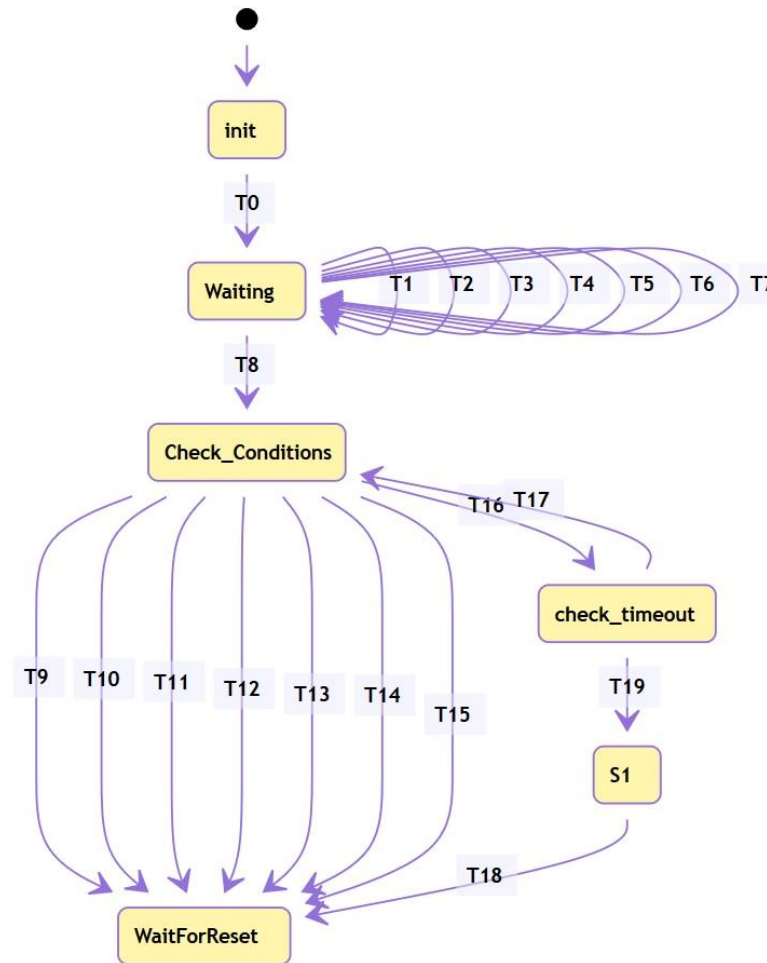 init
T0
Waiting
T1
T2
T3
T4
T5
T6
T7
T8
Check_Conditions
T16
T17
check_timeout
T9
T10
T11
T12
T13
T14
T15
T19
S1
T18
WaitForReset